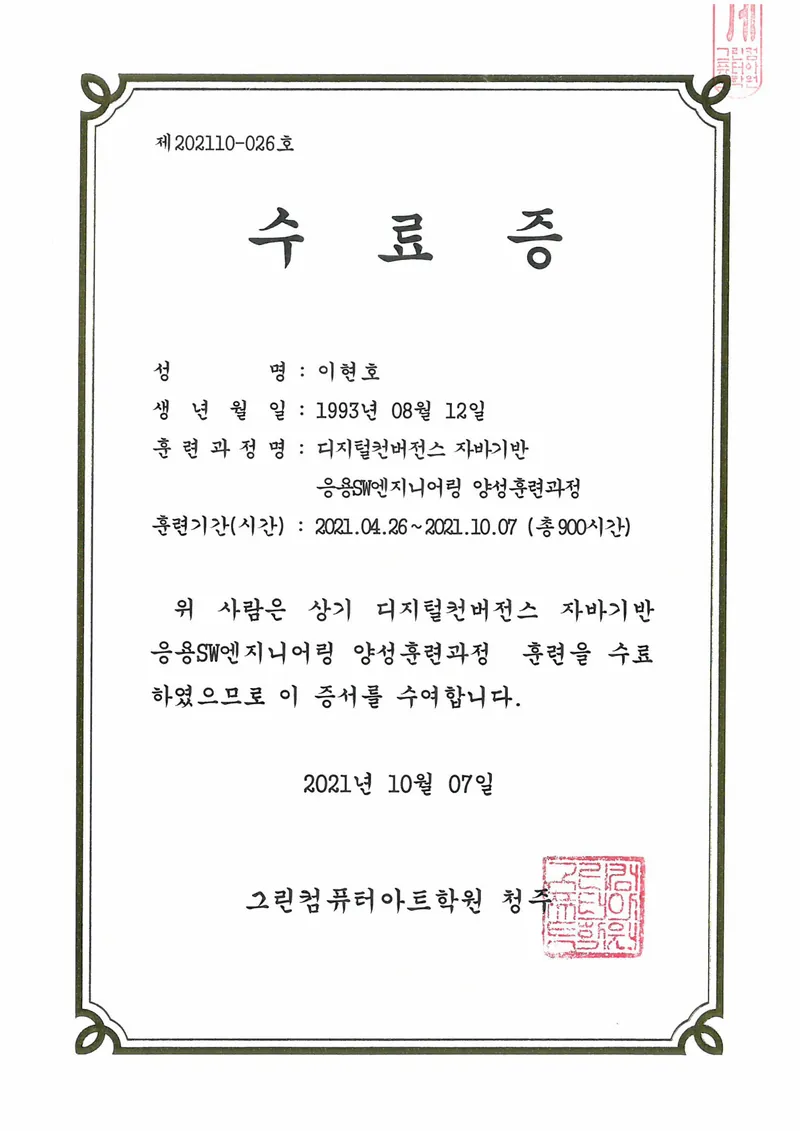 제202110-026호
수 료 증
성 명 : 이현호
생 년 월 일 : 1993년 08월 12일
훈 련 과 정 명 : 디지털컨버전스 자바기반
응용SW엔지니어링 양성훈련과정
훈련기간(시간) : 2021.04.26~2021.10.07 (총900시간)
위 사람은 상기 디지털컨버전스 자바기반
응용SW엔지니어링 양성훈련과정 훈련을 수료
하였으므로 이 증서를 수여합니다.
2021년 10월 07일
그린컴퓨터아트학원 청주